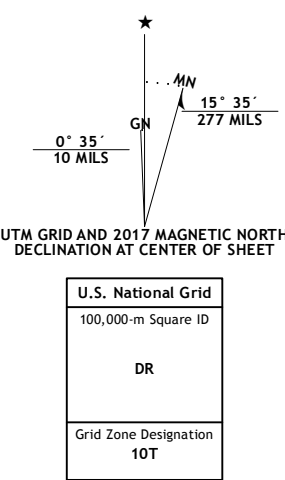 ★
MN
GN
15° 35´
277 MILS
0° 35´
10 MILS
UTM GRID AND 2017 MAGNETIC NORTH
DECLINATION AT CENTER OF SHEET
U.S. National Grid
100,000-m Square ID
DR
Grid Zone Designation
10T